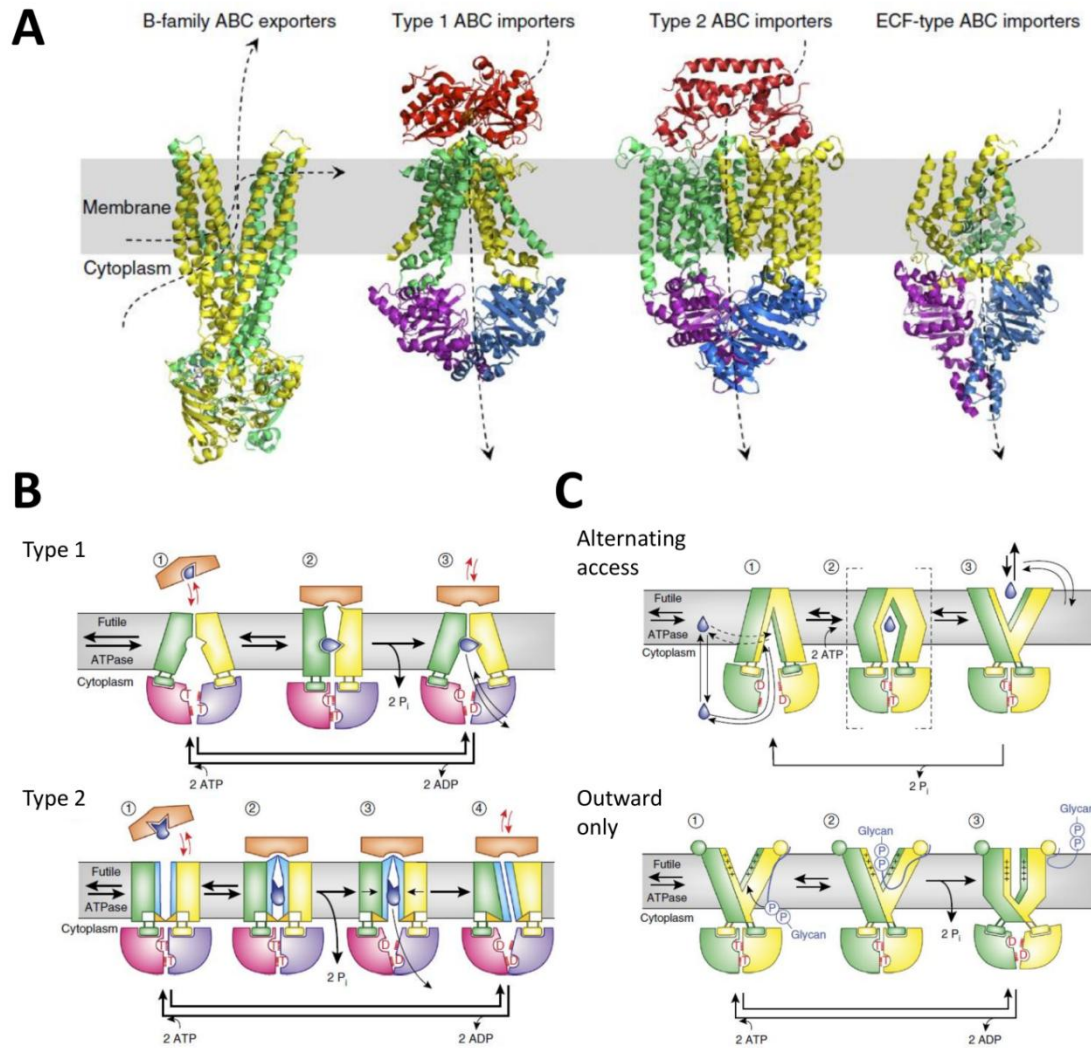 A
B-family ABC exporters
Type 1 ABC importers
Type 2 ABC importers
ECF-type ABC importers
Membrane
Cytoplasm
B
Type 1
① ② ③
Futile
ATPase
Cytoplasm
T
T
T
T
D
D
2 Pi
2 ATP
2 ADP
Type 2
① ② ③ ④
Futile
ATPase
Cytoplasm
T
T
T
T
D
D
D
D
2 Pi
2 ATP
2 ADP
C
Alternating
access
① ② ③
Futile
ATPase
Cytoplasm
2 ATP
D
D
T
T
T
D
2 Pi
Outward
only
① ② ③
Glycan
P
P
Glycan
P
P
Futile
ATPase
Cytoplasm
P
P
Glycan
T
T
T
T
D
D
2 Pi
2 ATP
2 ADP